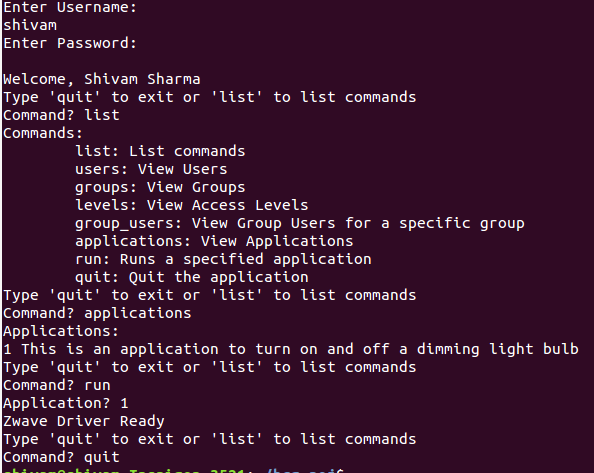 Enter Username:
shivam
Enter Password:
Welcome, Shivam Sharma
Type 'quit' to exit or 'list' to list commands
Command? list
Commands:
list: List commands
users: View Users
groups: View Groups
levels: View Access Levels
group_users: View Group Users for a specific group
applications: View Applications
run: Runs a specified application
quit: Quit the application
Type 'quit' to exit or 'list' to list commands
Command? applications
Applications:
1 This is an application to turn on and off a dimming light bulb
Type 'quit' to exit or 'list' to list commands
Command? run
Application? 1
Zwave Driver Ready
Type 'quit' to exit or 'list' to list commands
Command? quit